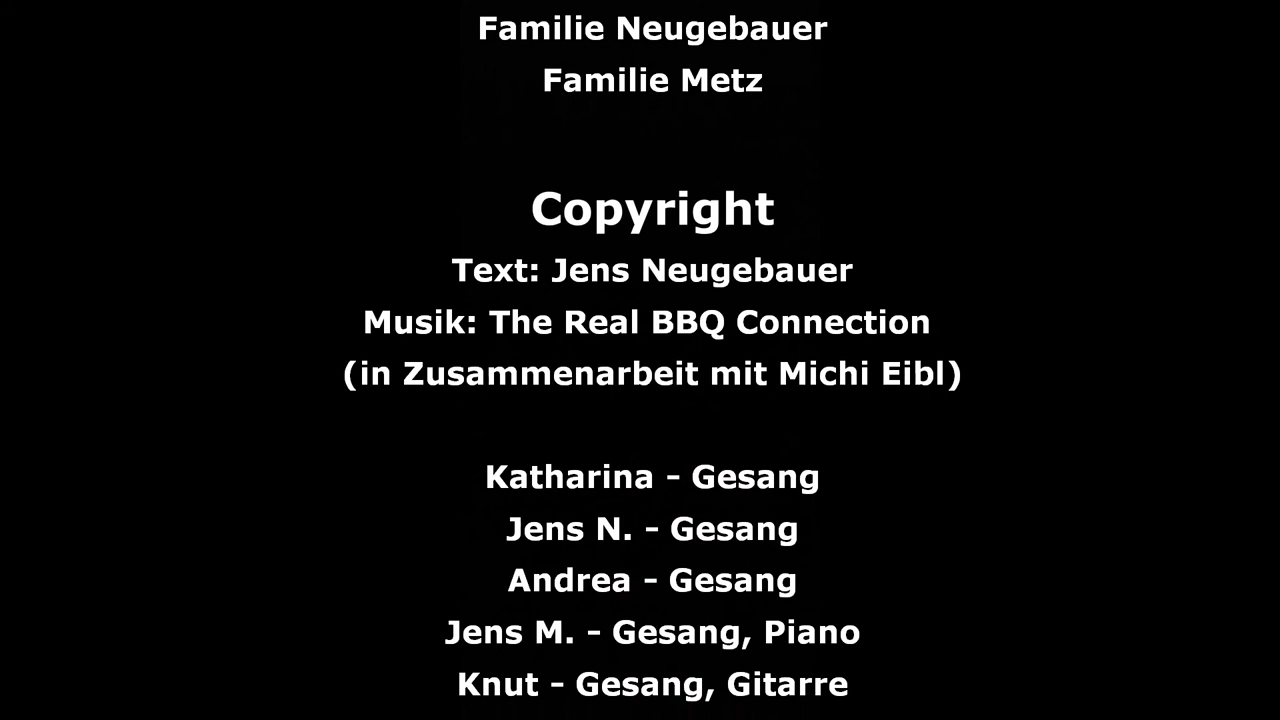 Familie Neugebauer
Familie Metz
Copyright
Text: Jens Neugebauer
Musik: The Real BBQ Connection
(in Zusammenarbeit mit Michi Eibl)
Katharina - Gesang
Jens N. - Gesang
Andrea - Gesang
Jens M. - Gesang, Piano
Knut - Gesang, Gitarre